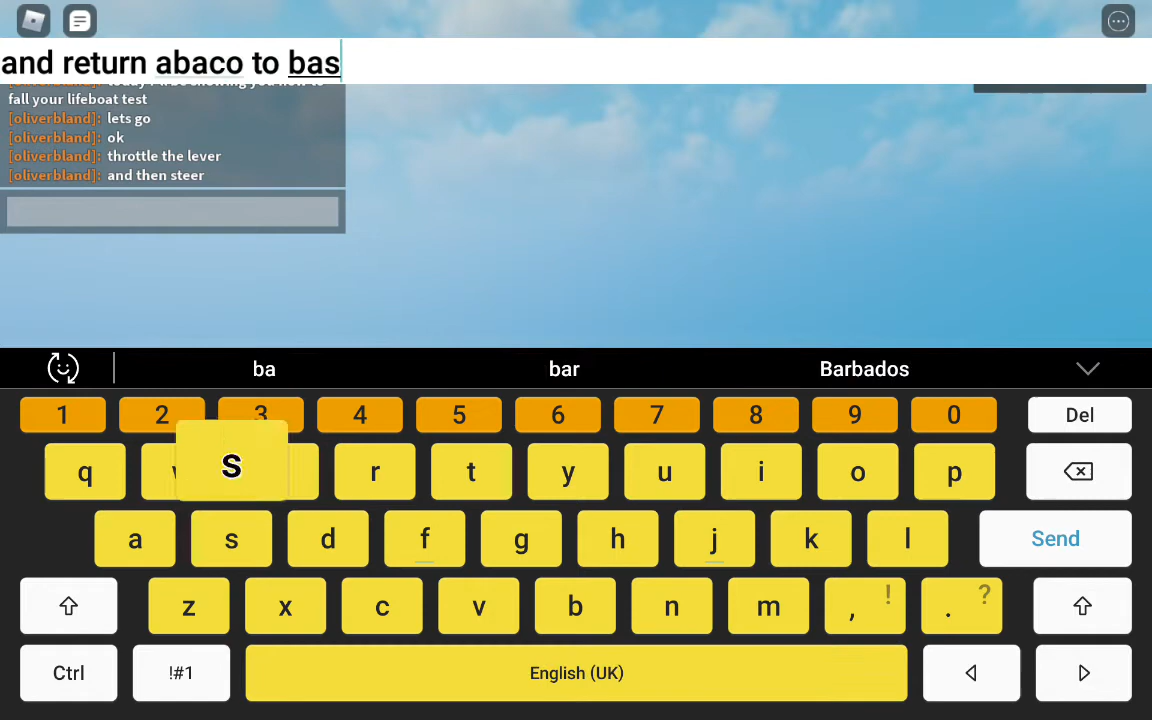 and return abaco to bas
fall your lifeboat test
[oliverbland]: lets go
[oliverbland]: ok
[oliverbland]: throttle the lever
[oliverbland]: and then steer
ba bar Barbados
1 2 3 4 5 6 7 8 9 0 Del
q s r t y u i o p
a s d f g h j k l Send
z x c v b n m , ! . ?
Ctrl !#1 English (UK)